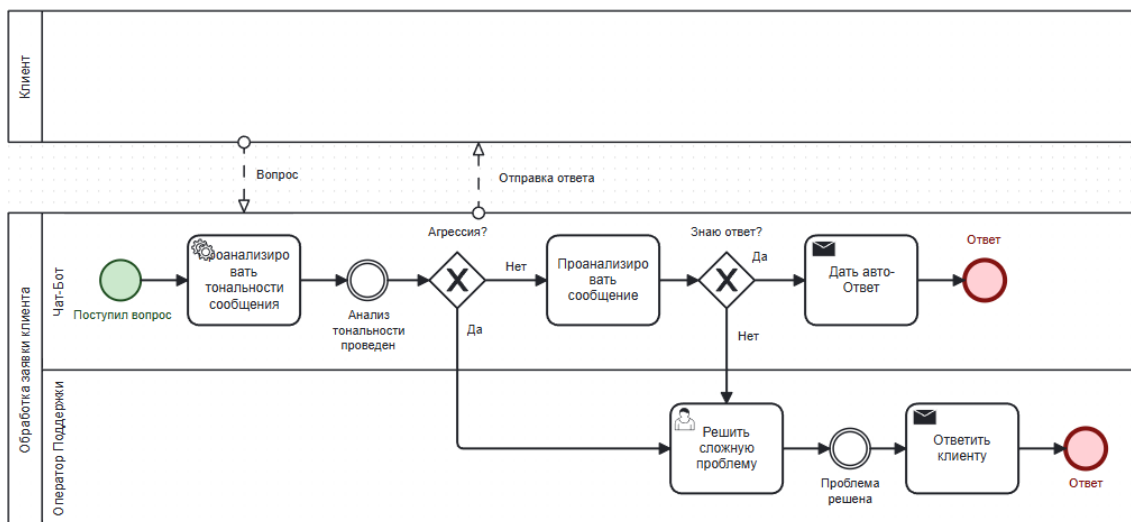 Клиент
Вопрос
Отправка ответа
Обработка заявки клиента
Чат-Бот
Поступил вопрос
роанализиро
вать
тональности
сообщения
Анализ
тональности
проведен
Агрессия?
Нет
Да
Проанализиро
вать
сообщение
Знаю ответ?
Да
Нет
Дать авто-
Ответ
Ответ
Оператор Поддержки
Решить
сложную
проблему
Проблема
решена
Ответить
клиенту
Ответ